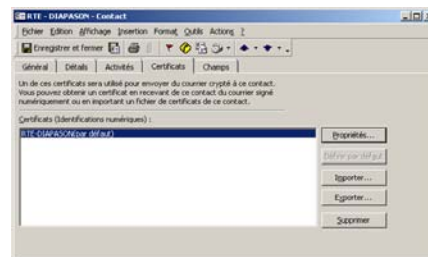 RTE - DIAPASON - Contact
Fichier Edition Affichage Insertion Format Outils Actions ?
Enregistrer et fermer
Général Détails Activités Certificats Champs
Un de ces certificats sera utilisé pour envoyer du courrier crypté à ce contact.
Vous pouvez obtenir un certificat en recevant de ce contact du courrier signé
numériquement ou en important un fichier de certificats de ce contact.
Certificats (Identifications numériques) :
RTE-DIAPASON(par défaut)
Propriétés...
Définir par défaut
Importer...
Exporter...
Supprimer